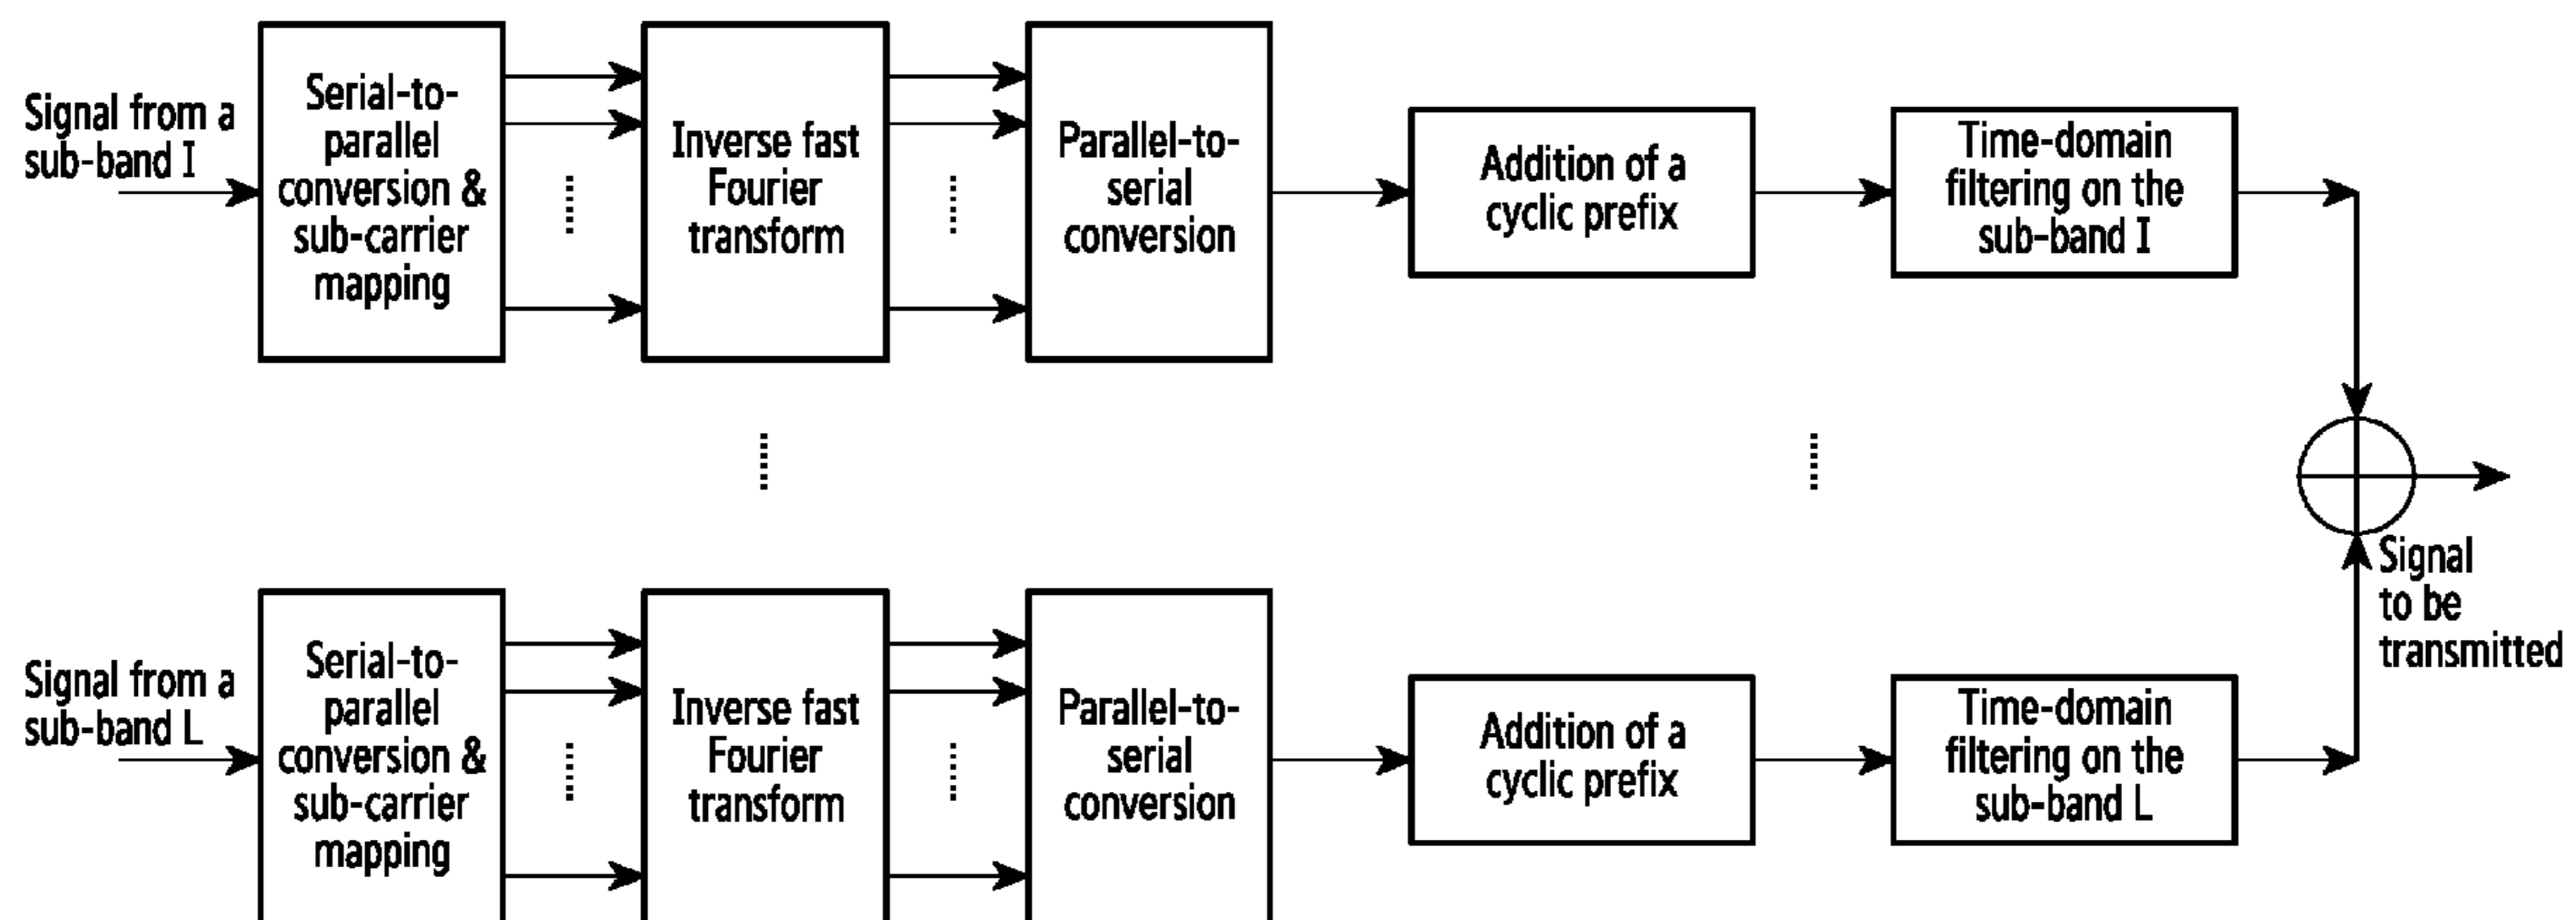 Signal from a
sub-band I
Serial-to-
parallel
conversion &
sub-carrier
mapping
Inverse fast
Fourier
transform
Parallel-to-
serial
conversion
Addition of a
cyclic prefix
Time-domain
filtering on the
sub-band I
Signal
to be
transmitted
Signal from a
sub-band L
Serial-to-
parallel
conversion &
sub-carrier
mapping
Inverse fast
Fourier
transform
Parallel-to-
serial
conversion
Addition of a
cyclic prefix
Time-domain
filtering on the
sub-band L